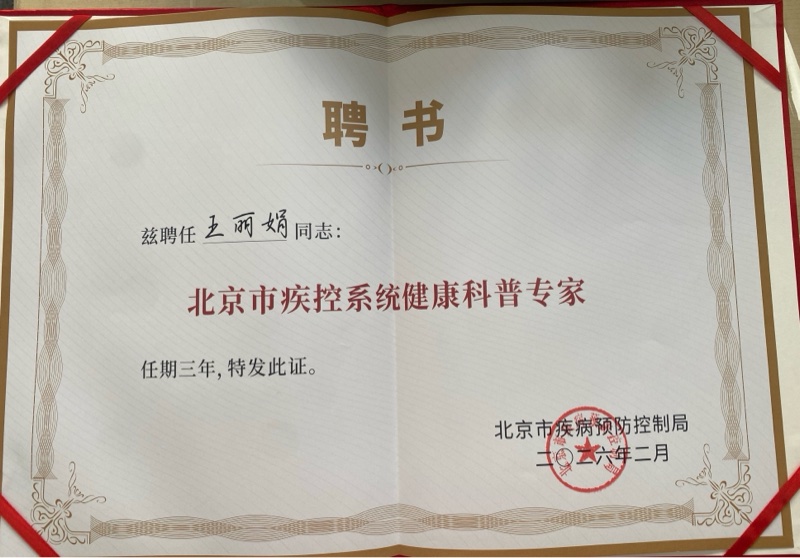 聘书
兹聘任 王丽娟 同志：
北京市疾控系统健康科普专家
任期三年，特发此证。
北京市疾病预防控制局
二〇二六年二月